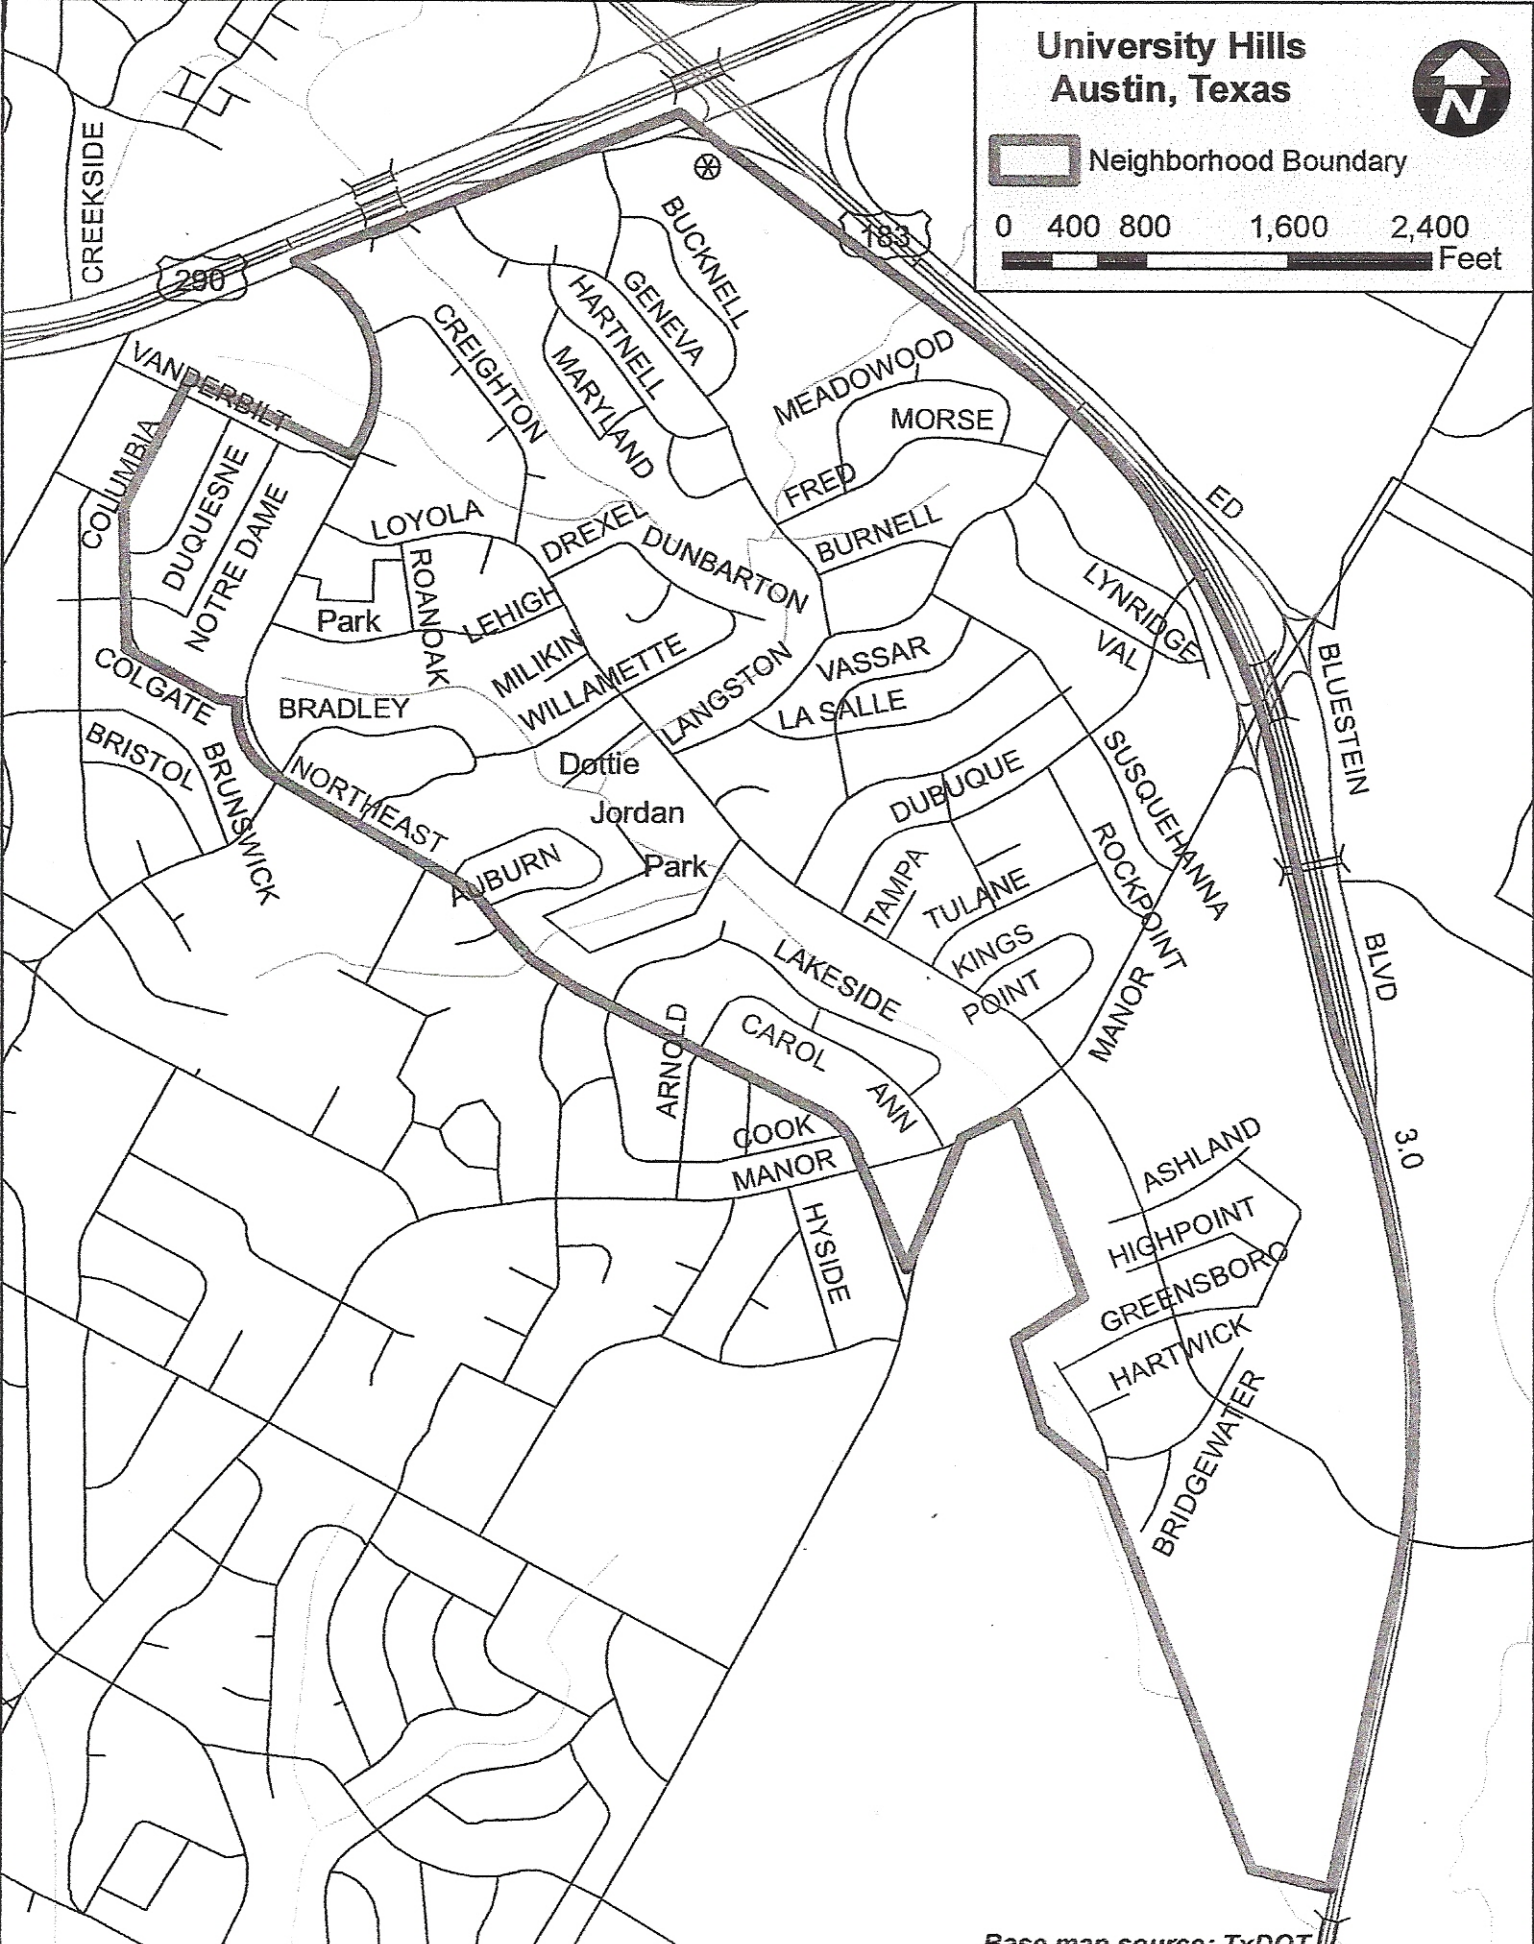 University Hills
Austin, Texas
N
Neighborhood Boundary
0 400 800 1,600 2,400
Feet
CREEKSIDE
290
183
BUCKNELL
GENEVA
HARTNELL
MARYLAND
CREIGHTON
VANDERBILT
COLUMBIA
DUQUESNE
NOTRE DAME
MEADOWOOD
MORSE
FRED
BURNELL
ED
BLUESTEIN
BLVD
LOYOLA
ROANOAK
Park
DREXEL
DUNBARTON
LEHIGH
MILIKIN
WILLAMETTE
LANGSTON
VASSAR
LA SALLE
LYNRIDGE
VAL
COLGATE
BRISTOL
BRUNSWICK
BRADLEY
NORTHEAST
AUBURN
Dottie
Jordan
Park
DUBUQUE
SUSQUEHANNA
ROCKPOINT
TAMPA
TULANE
KINGS
POINT
MANOR
LAKESIDE
CAROL
ANN
ARNOLD
COOK
MANOR
HYSIDE
ASHLAND
HIGHPOINT
GREENSBORO
HARTWICK
BRIDGEWATER
3.0
Base map source: TxDOT